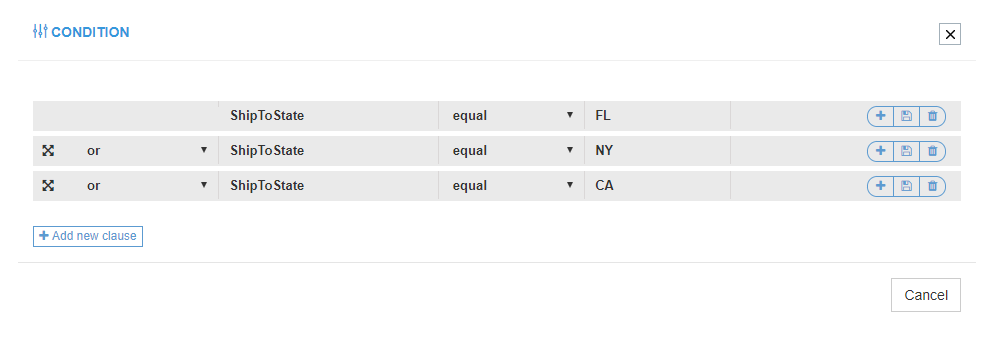 CONDITION
ShipToState equal FL
or ShipToState equal NY
or ShipToState equal CA
Add new clause
Cancel